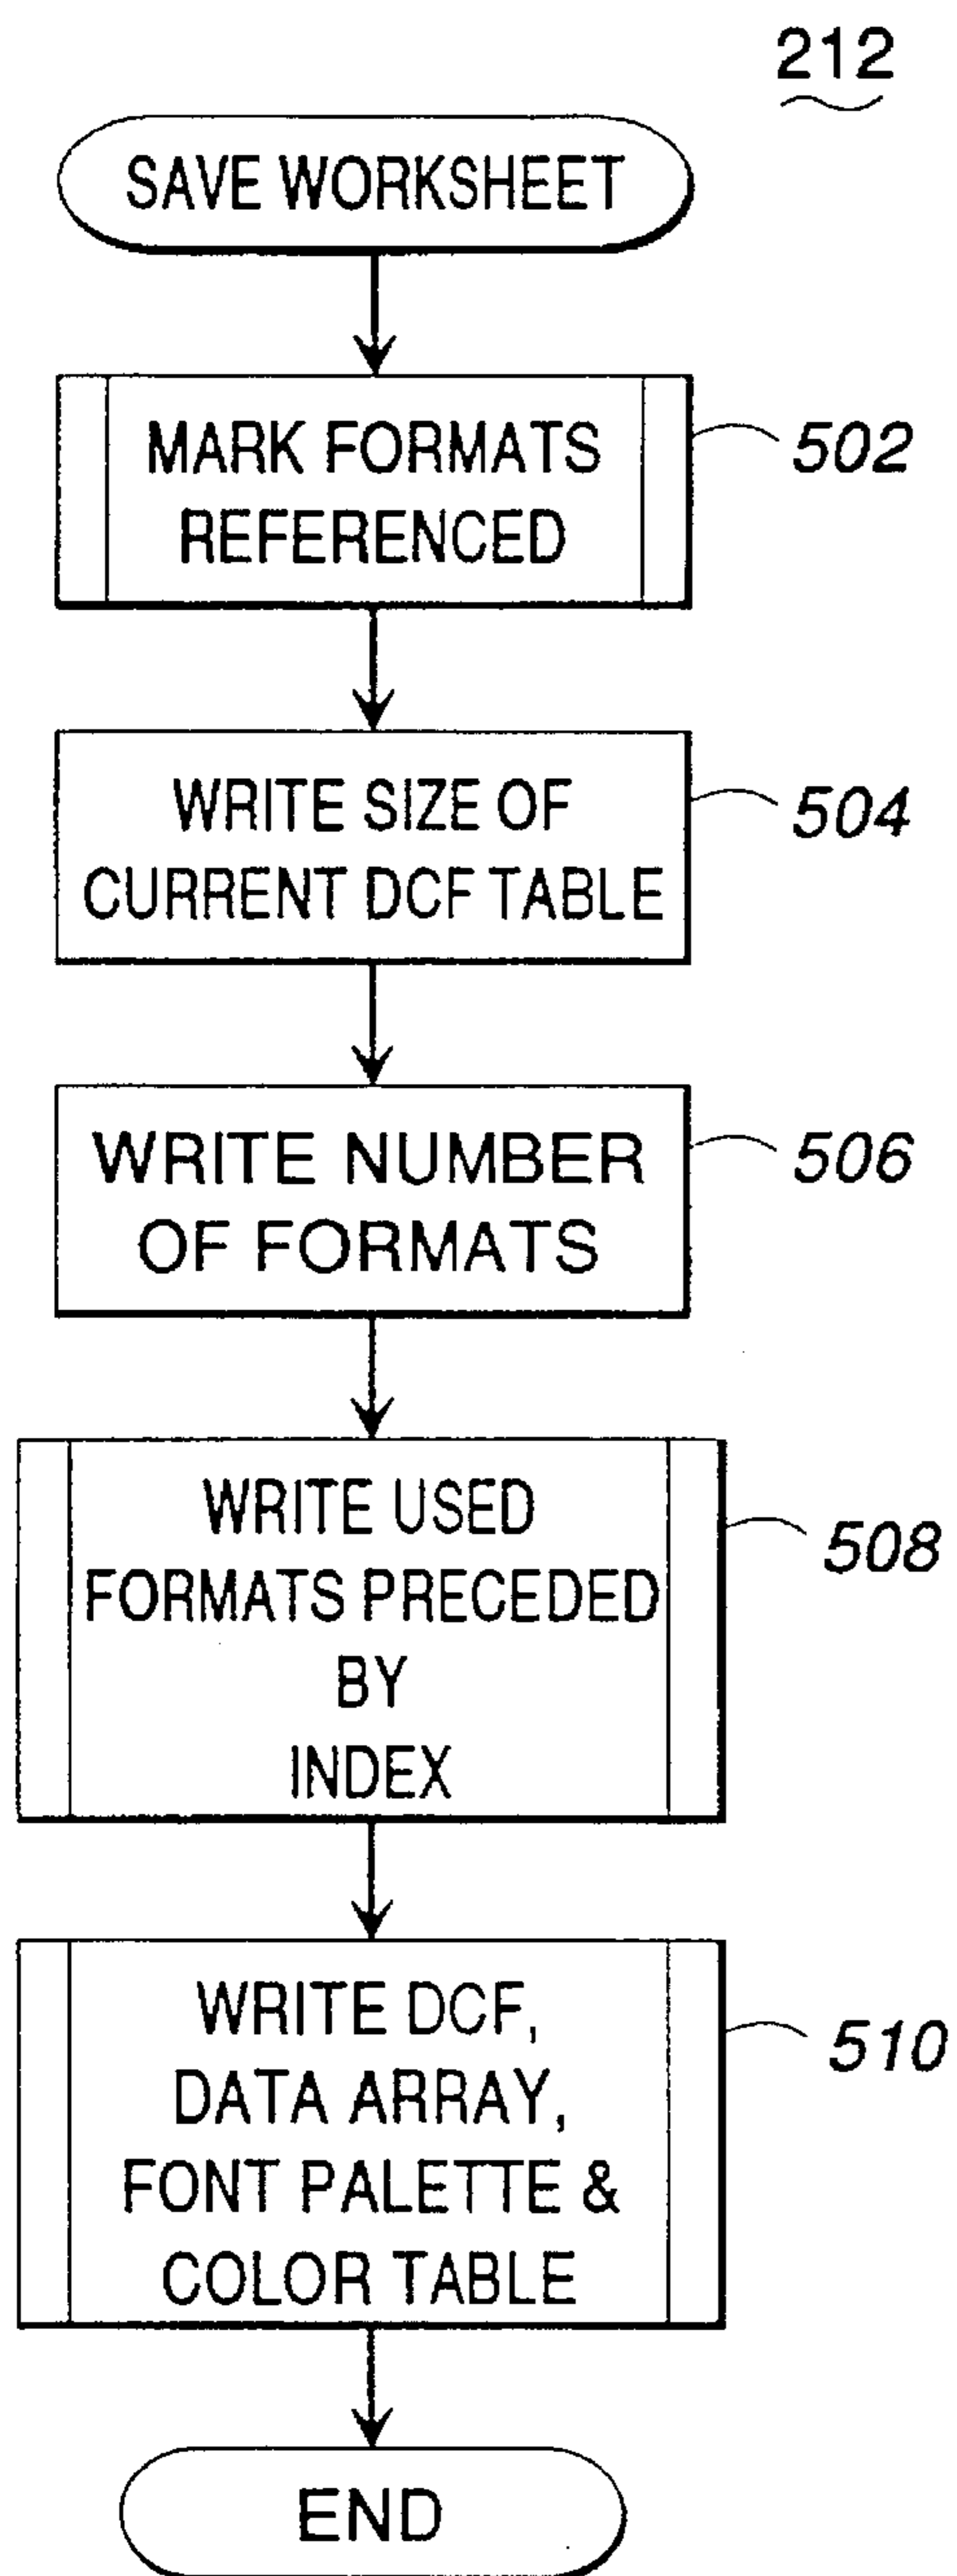 212
SAVE WORKSHEET
MARK FORMATS
REFERENCED
502
WRITE SIZE OF
CURRENT DCF TABLE
504
WRITE NUMBER
OF FORMATS
506
WRITE USED
FORMATS PRECEDED
BY
INDEX
508
WRITE DCF,
DATA ARRAY,
FONT PALETTE &
COLOR TABLE
510
END